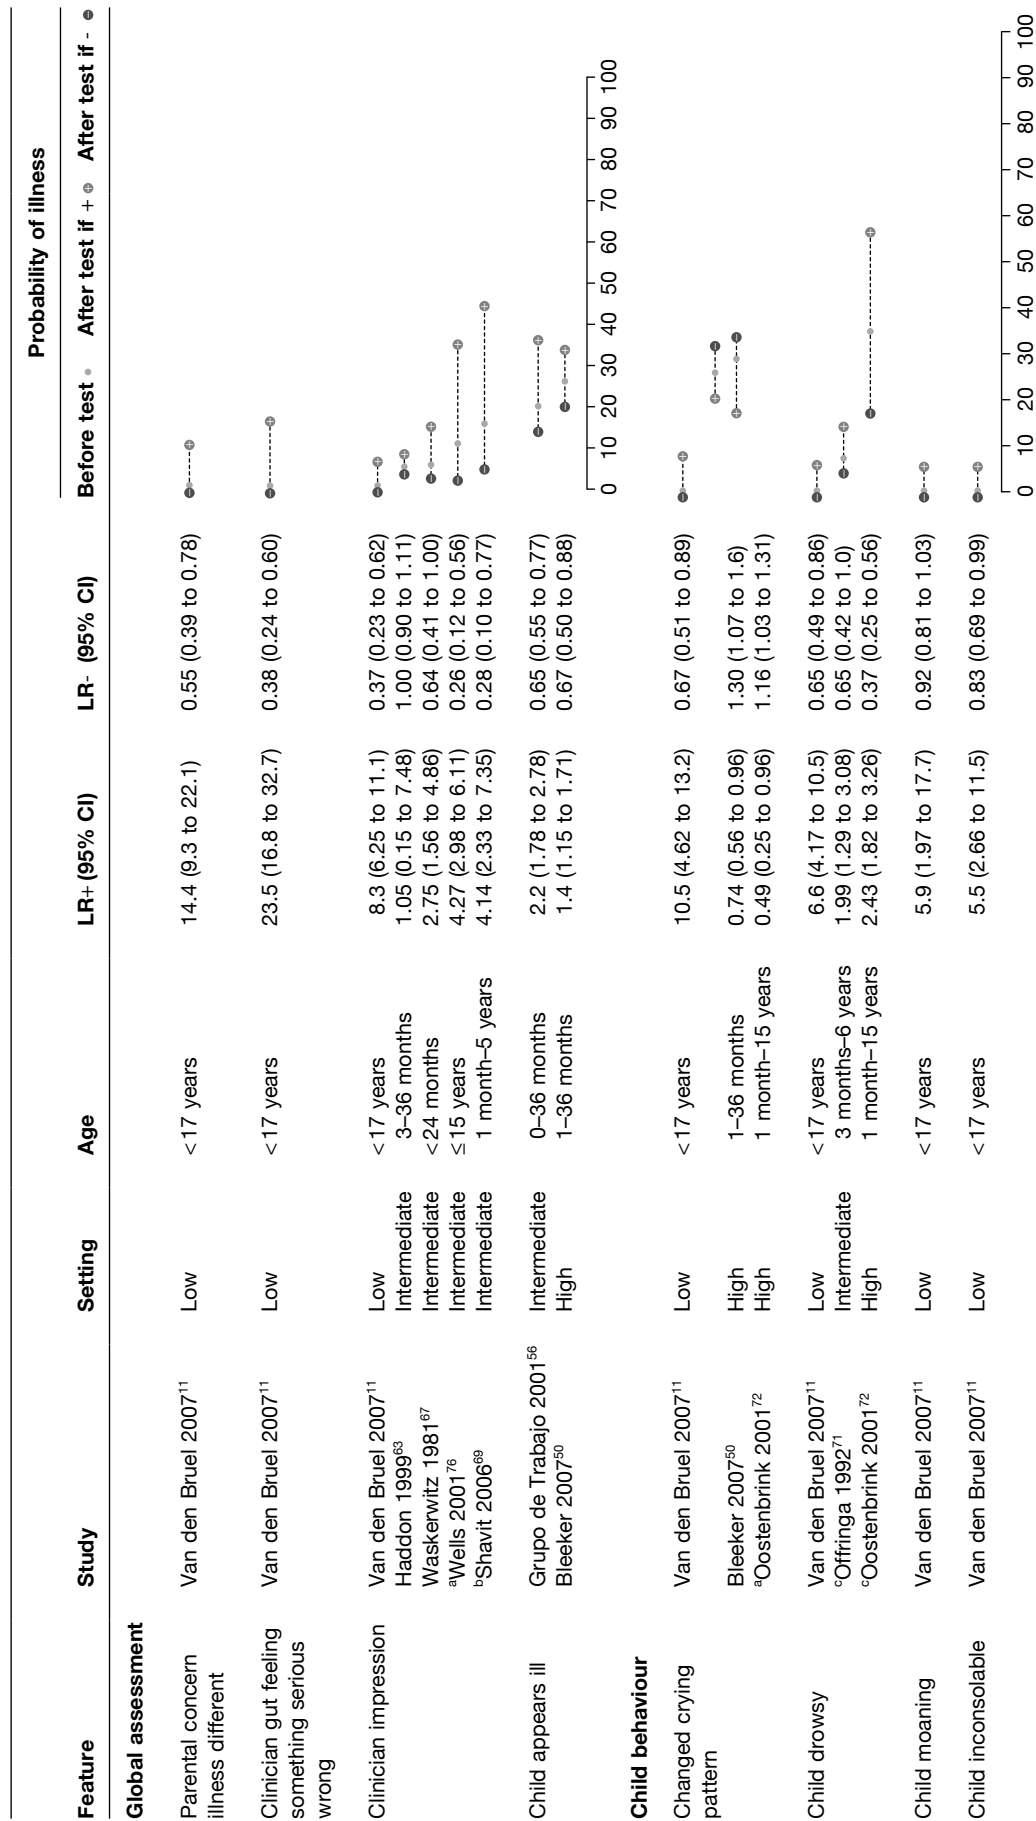 Probability of illness
Feature Study Setting Age LR+ (95% CI) LR- (95% CI) Before test After test if + After test if -
Global assessment
Parental concern Van den Bruel 2007¹¹ Low <17 years 14.4 (9.3 to 22.1) 0.55 (0.39 to 0.78)
illness different
Clinician gut feeling Van den Bruel 2007¹¹ Low <17 years 23.5 (16.8 to 32.7) 0.38 (0.24 to 0.60)
something serious
wrong
Clinician impression Van den Bruel 2007¹¹ Low <17 years 8.3 (6.25 to 11.1) 0.37 (0.23 to 0.62)
Haddon 1999⁶³ Intermediate 3–36 months 1.05 (0.15 to 7.48) 1.00 (0.90 to 1.11)
Waskerwitz 1981⁶⁷ Intermediate <24 months 2.75 (1.56 to 4.86) 0.64 (0.41 to 1.00)
ᵃWells 2001⁷⁶ Intermediate ≤15 years 4.27 (2.98 to 6.11) 0.26 (0.12 to 0.56)
ᵇShavit 2006⁶⁹ Intermediate 1 month–5 years 4.14 (2.33 to 7.35) 0.28 (0.10 to 0.77)
Child appears ill Grupo de Trabajo 2001⁵⁶ Intermediate 0–36 months 2.2 (1.78 to 2.78) 0.65 (0.55 to 0.77)
Bleeker 2007⁵⁰ High 1–36 months 1.4 (1.15 to 1.71) 0.67 (0.50 to 0.88)
0 10 20 30 40 50 60 70 80 90 100
Child behaviour
Changed crying Van den Bruel 2007¹¹ Low <17 years 10.5 (4.62 to 13.2) 0.67 (0.51 to 0.89)
pattern
Bleeker 2007⁵⁰ High 1–36 months 0.74 (0.56 to 0.96) 1.30 (1.07 to 1.6)
ᵃOostenbrink 2001⁷² High 1 month–15 years 0.49 (0.25 to 0.96) 1.16 (1.03 to 1.31)
Child drowsy Van den Bruel 2007¹¹ Low <17 years 6.6 (4.17 to 10.5) 0.65 (0.49 to 0.86)
ᶜOffringa 1992⁷¹ Intermediate 3 months–6 years 1.99 (1.29 to 3.08) 0.65 (0.42 to 1.0)
ᶜOostenbrink 2001⁷² High 1 month–15 years 2.43 (1.82 to 3.26) 0.37 (0.25 to 0.56)
Child moaning Van den Bruel 2007¹¹ Low <17 years 5.9 (1.97 to 17.7) 0.92 (0.81 to 1.03)
Child inconsolable Van den Bruel 2007¹¹ Low <17 years 5.5 (2.66 to 11.5) 0.83 (0.69 to 0.99)
0 10 20 30 40 50 60 70 80 90 100